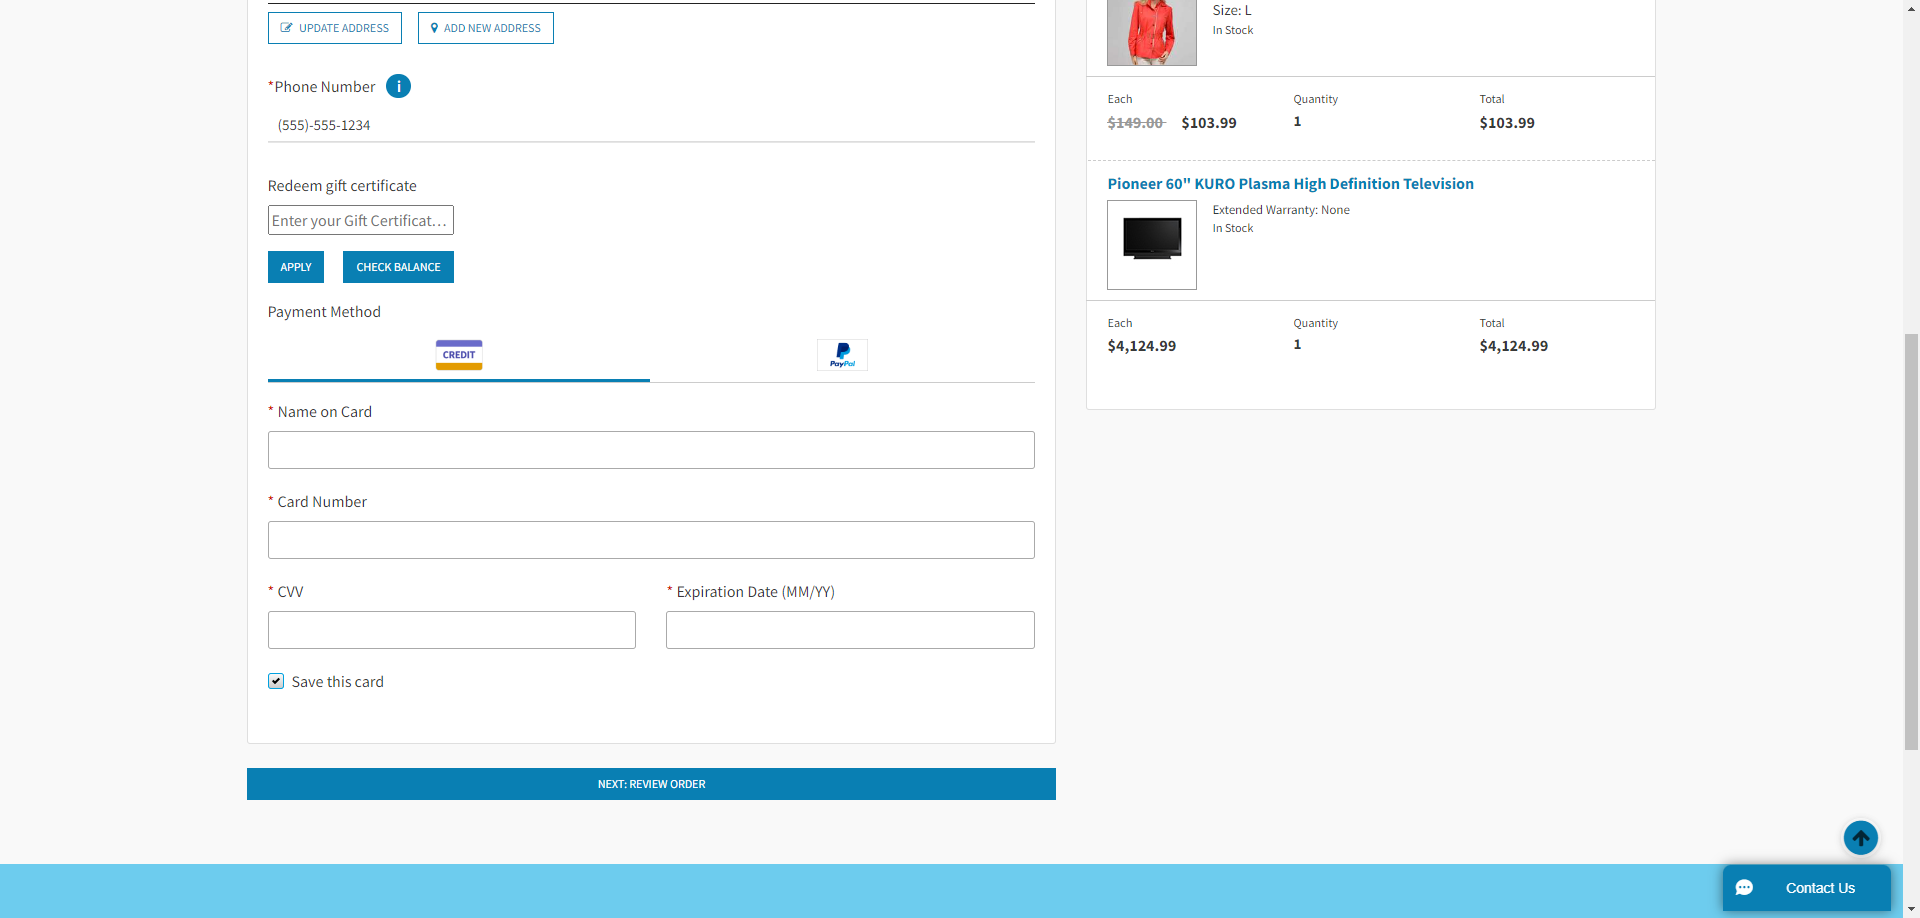 UPDATE ADDRESS
ADD NEW ADDRESS
*Phone Number
i
(555)-555-1234
Redeem gift certificate
Enter your Gift Certificat…
APPLY
CHECK BALANCE
Payment Method
CREDIT
PayPal
* Name on Card
* Card Number
* CVV
* Expiration Date (MM/YY)
Save this card
NEXT: REVIEW ORDER
Size: L
In Stock
Each Quantity Total
$149.00 $103.99 1 $103.99
Pioneer 60" KURO Plasma High Definition Television
Extended Warranty: None
In Stock
Each Quantity Total
$4,124.99 1 $4,124.99
Contact Us